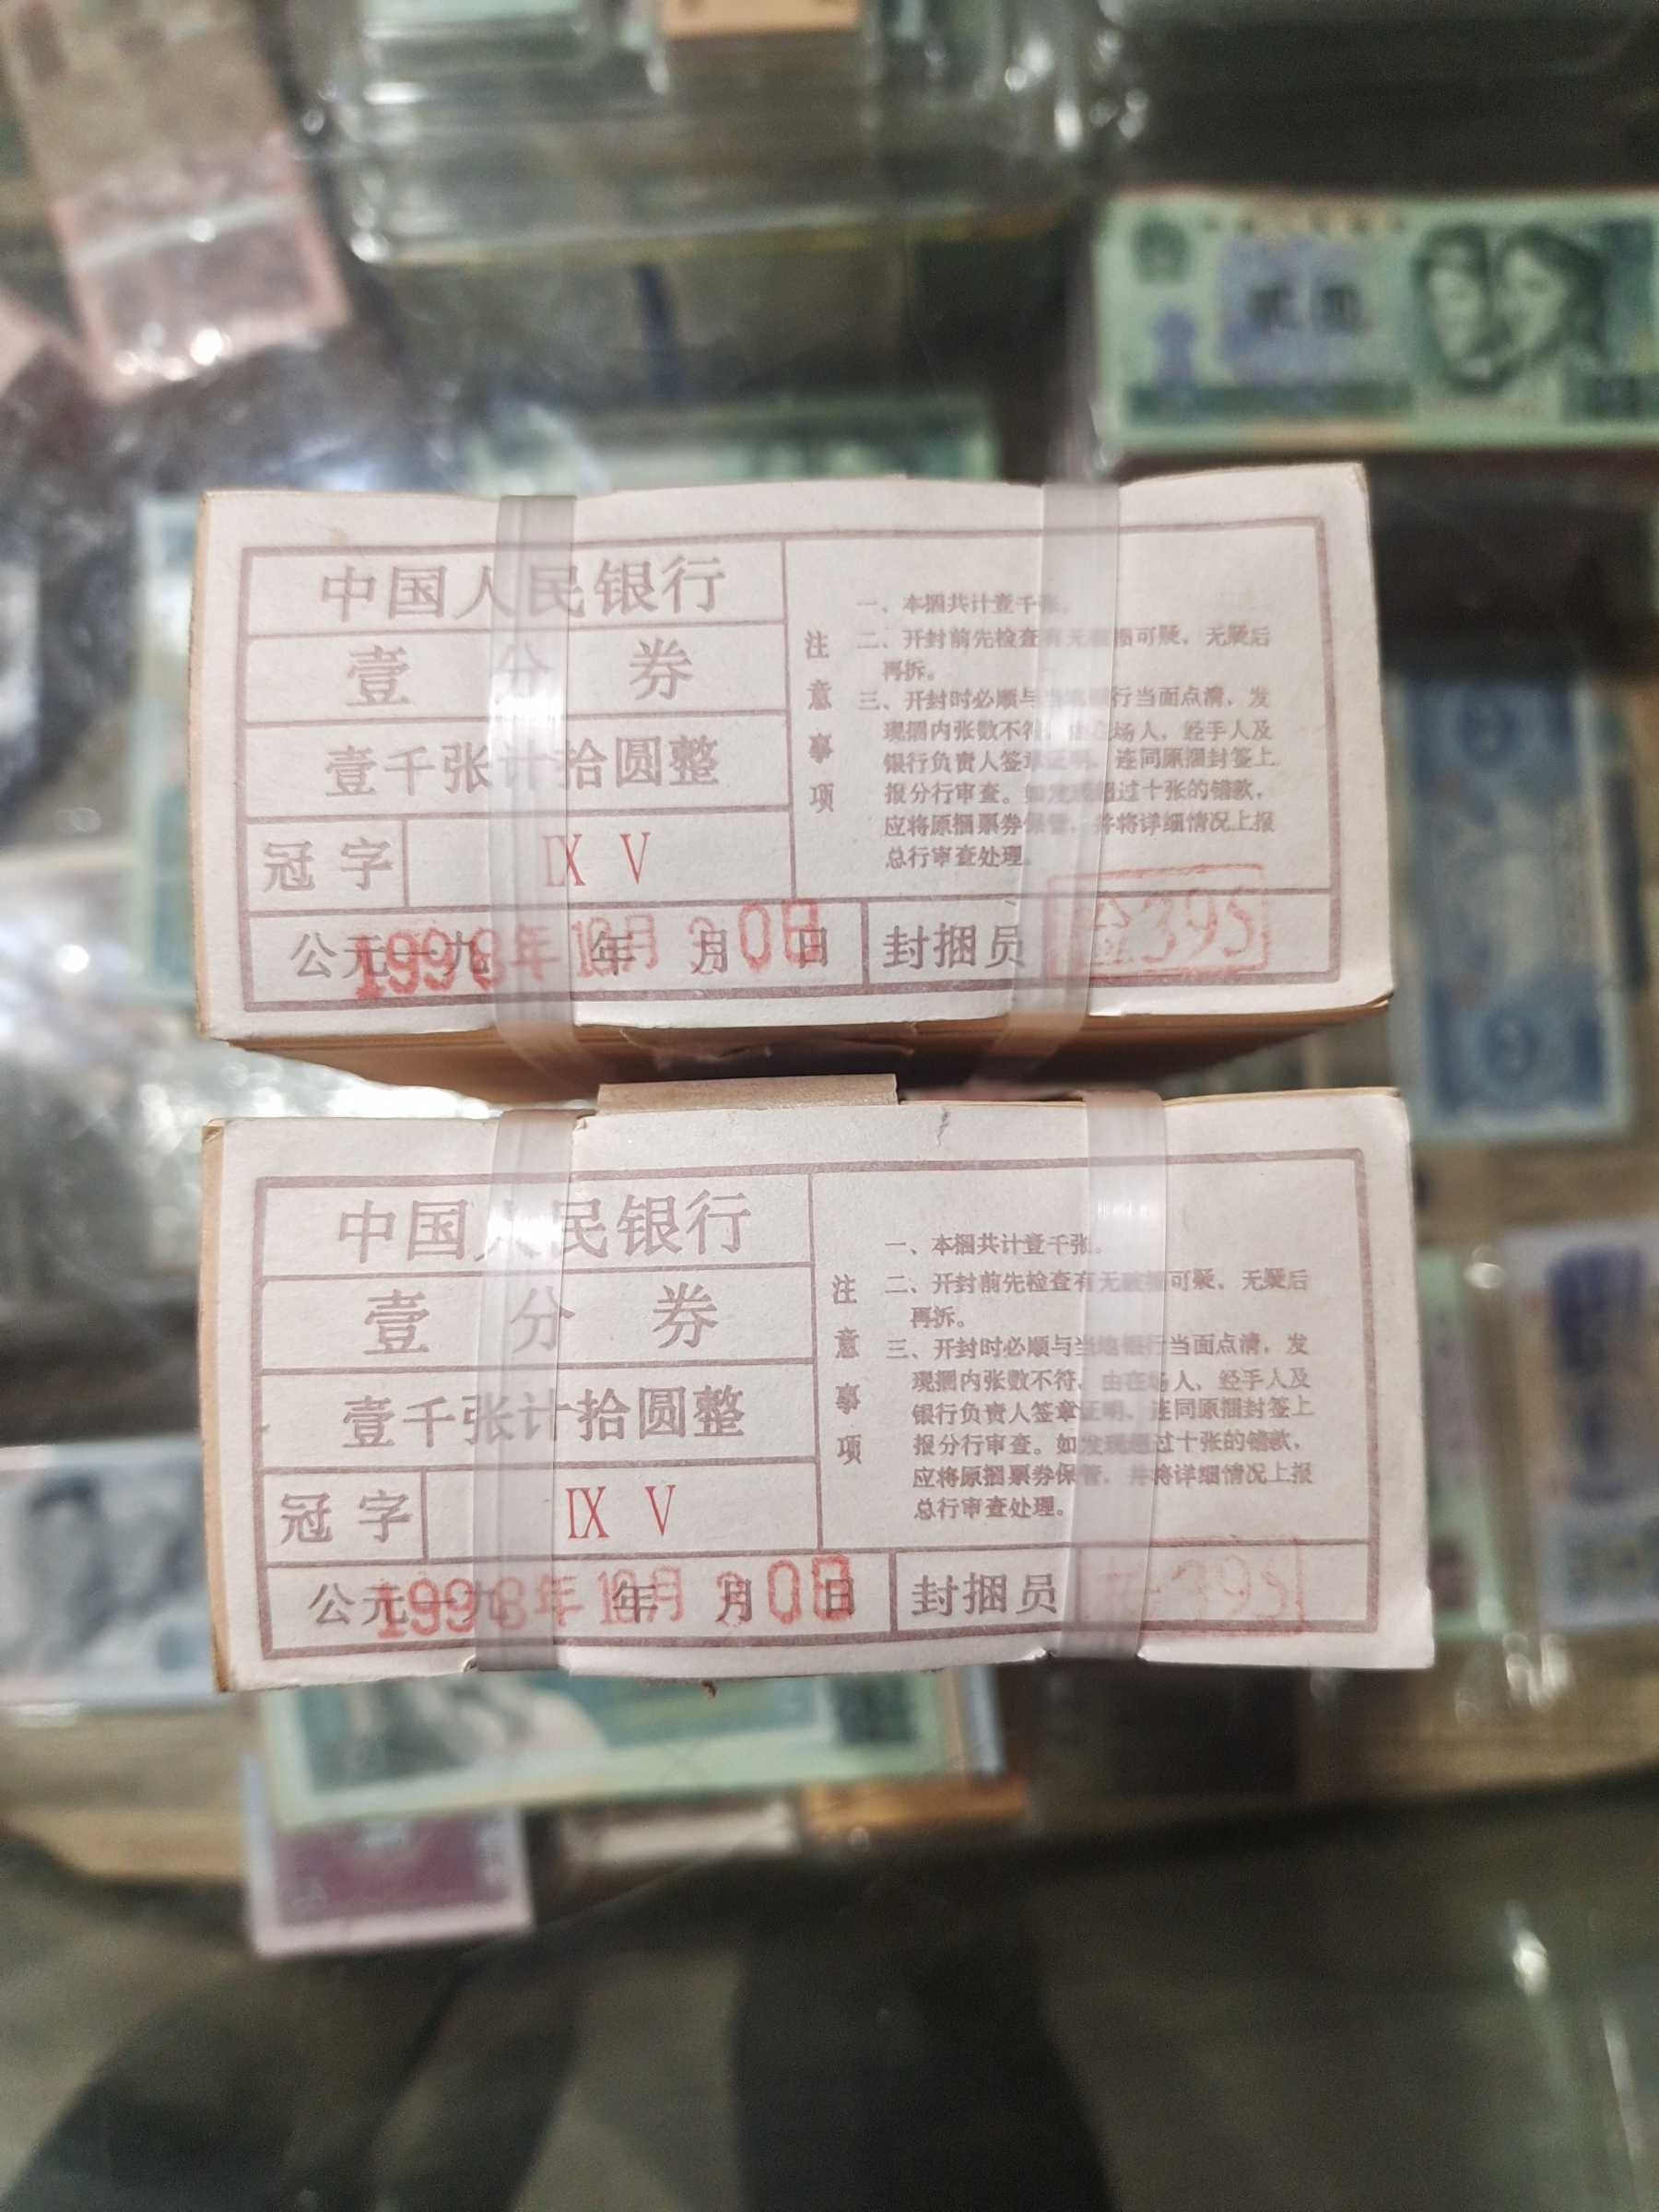 中国人民银行
壹分券
壹千张计拾圆整
冠字 IX V
公元一九 年 月 日
1998年10月 0日
封捆员
395
注意事项
一、本捆共计壹千张。
二、开封前先检查有无 可疑、无疑后
再拆。
三、开封时必顺与当地银行当面点清，发
现捆内张数不符，由在场人，经手人及
银行负责人签章证明，连同原捆封签上
报分行审查。如发现超过十张的错款，
应将原捆票券保管，并将详细情况上报
总行审查处理。
中国人民银行
壹分券
壹千张计拾圆整
冠字 IX V
公元一九 年 月 日
1998年10月 0日
封捆员
395
注意事项
一、本捆共计壹千张。
二、开封前先检查有无 可疑、无疑后
再拆。
三、开封时必顺与当地银行当面点清，发
现捆内张数不符、由在场人，经手人及
银行负责人签章证明、连同原捆封签上
报分行审查。如发现超过十张的错款，
应将原捆票券保管，并将详细情况上报
总行审查处理。